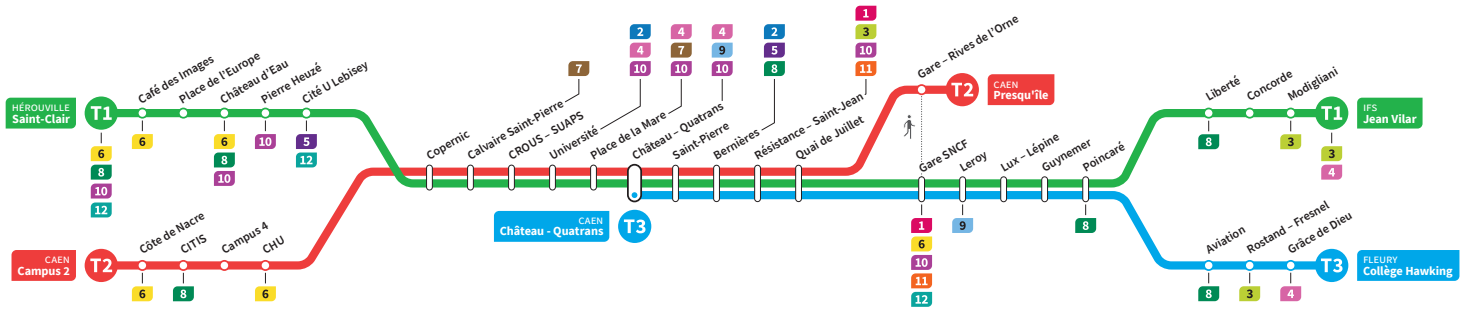 HÉROUVILLE
Saint-Clair
T1
6
8
10
12
Café des Images
6
Place de l'Europe
Château d'Eau
6
8
10
Pierre Heuzé
10
Cité U Lebisey
5
12
CAEN
Campus 2
T2
Côte de Nacre
6
CITIS
8
Campus 4
CHU
6
Copernic
Calvaire Saint-Pierre
7
CROUS – SUAPS
Université
2
4
10
Place de la Mare
4
7
10
Château – Quatrans
4
9
10
CAEN
Château - Quatrans
T3
Saint-Pierre
Bernières
2
5
8
Résistance – Saint-Jean
1
3
10
11
Quai de Juillet
Gare – Rives de l'Orne
T2
CAEN
Presqu'île
Gare SNCF
1
6
10
11
12
Leroy
9
Lux – Lépine
Guynemer
Poincaré
8
Liberté
8
Concorde
Modigliani
3
T1
3
4
IFS
Jean Vilar
Aviation
8
Rostand – Fresnel
3
Grâce de Dieu
4
T3
FLEURY
Collège Hawking